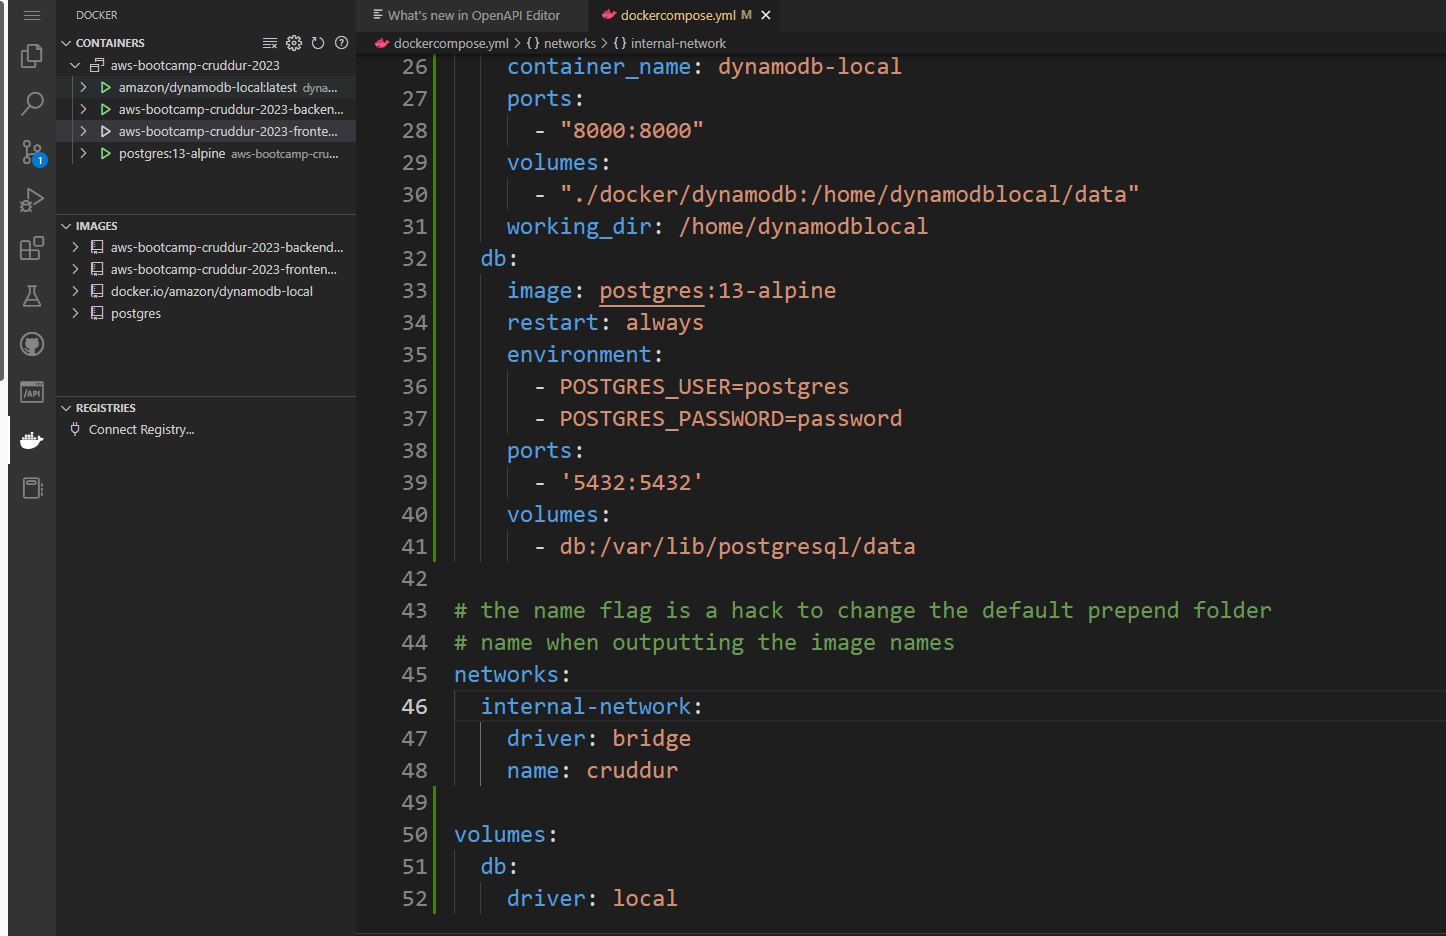 DOCKER
CONTAINERS
aws-bootcamp-cruddur-2023
amazon/dynamodb-local:latest dyna...
aws-bootcamp-cruddur-2023-backen...
aws-bootcamp-cruddur-2023-fronte...
postgres:13-alpine aws-bootcamp-cru...
1
/API
IMAGES
aws-bootcamp-cruddur-2023-backend...
aws-bootcamp-cruddur-2023-fronten...
docker.io/amazon/dynamodb-local
postgres
REGISTRIES
Connect Registry...
What's new in OpenAPI Editor
dockercompose.yml M
dockercompose.yml > {} networks > {} internal-network
26 container_name: dynamodb-local
27 ports:
28 - "8000:8000"
29 volumes:
30 - "./docker/dynamodb:/home/dynamodblocal/data"
31 working_dir: /home/dynamodblocal
32 db:
33 image: postgres:13-alpine
34 restart: always
35 environment:
36 - POSTGRES_USER=postgres
37 - POSTGRES_PASSWORD=password
38 ports:
39 - '5432:5432'
40 volumes:
41 - db:/var/lib/postgresql/data
42
43 # the name flag is a hack to change the default prepend folder
44 # name when outputting the image names
45 networks:
46 internal-network:
47 driver: bridge
48 name: cruddur
49
50 volumes:
51 db:
52 driver: local